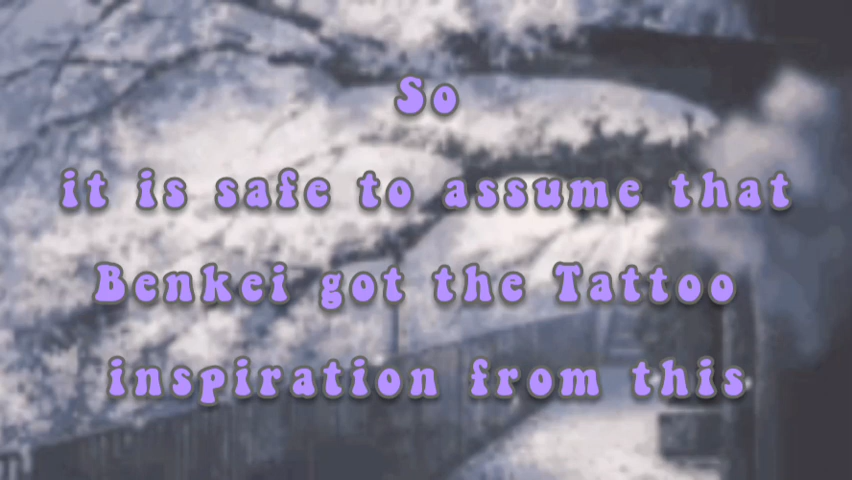 So
it is safe to assume that
Benkei got the Tattoo
inspiration from this